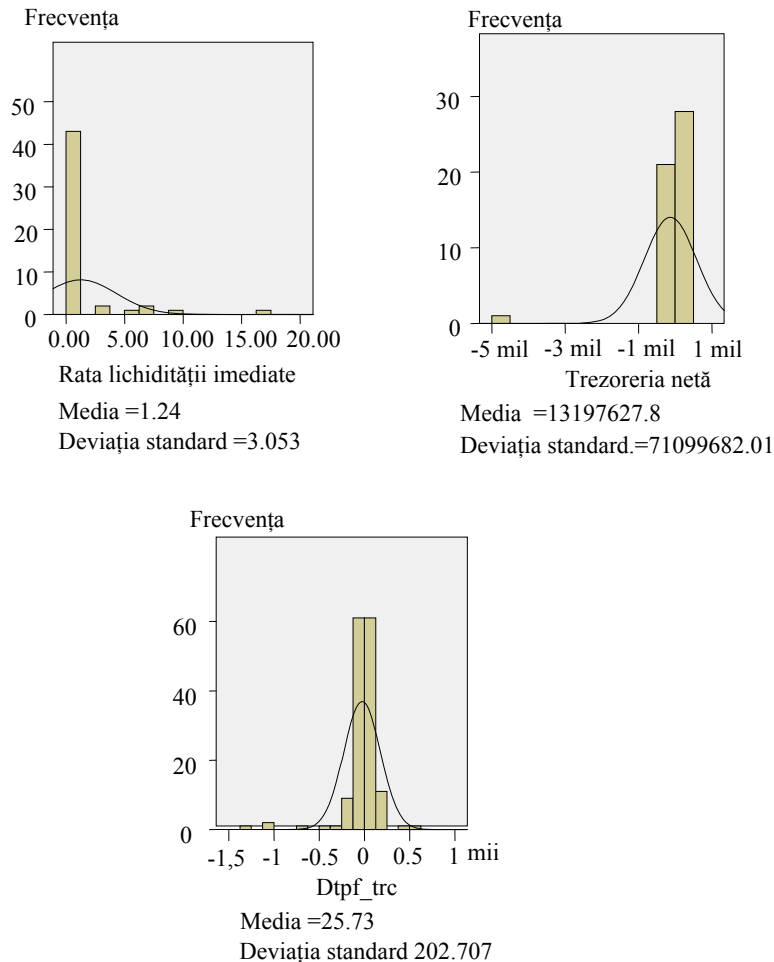 Frecvența
50
40
30
20
10
0
0.00 5.00 10.00 15.00 20.00
Rata lichidității imediate
Media =1.24
Deviația standard =3.053
Frecvența
30
20
10
0
-5 mil -3 mil -1 mil 1 mil
Trezoreria netă
Media =13197627.8
Deviația standard.=71099682.01
Frecvența
60
40
20
0
-1,5 -1 -0.5 0 0.5 1 mii
Dtpf_trc
Media =25.73
Deviația standard 202.707